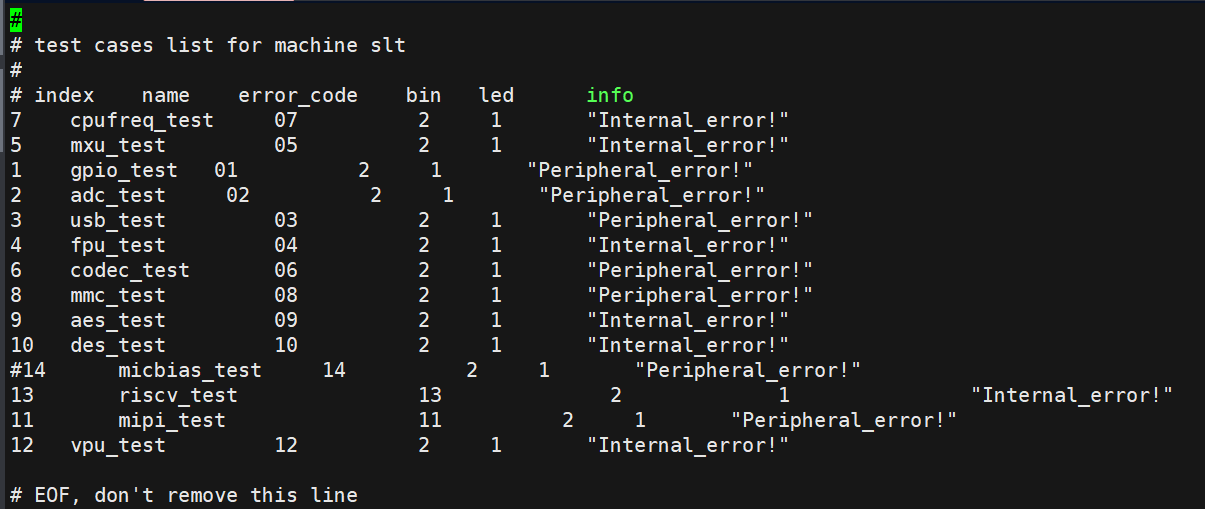 #
# test cases list for machine slt
#
# index    name    error_code    bin   led      info
7    cpufreq_test     07          2     1       "Internal_error!"
5    mxu_test         05          2     1       "Internal_error!"
1    gpio_test   01          2     1       "Peripheral_error!"
2    adc_test     02          2     1       "Peripheral_error!"
3    usb_test         03          2     1       "Peripheral_error!"
4    fpu_test         04          2     1       "Internal_error!"
6    codec_test       06          2     1       "Peripheral_error!"
8    mmc_test         08          2     1       "Peripheral_error!"
9    aes_test         09          2     1       "Internal_error!"
10   des_test         10          2     1       "Internal_error!"
#14      micbias_test     14          2     1       "Peripheral_error!"
13       riscv_test               13              2             1               "Internal_error!"
11       mipi_test                11          2     1       "Peripheral_error!"
12   vpu_test         12          2     1       "Internal_error!"

# EOF, don't remove this line